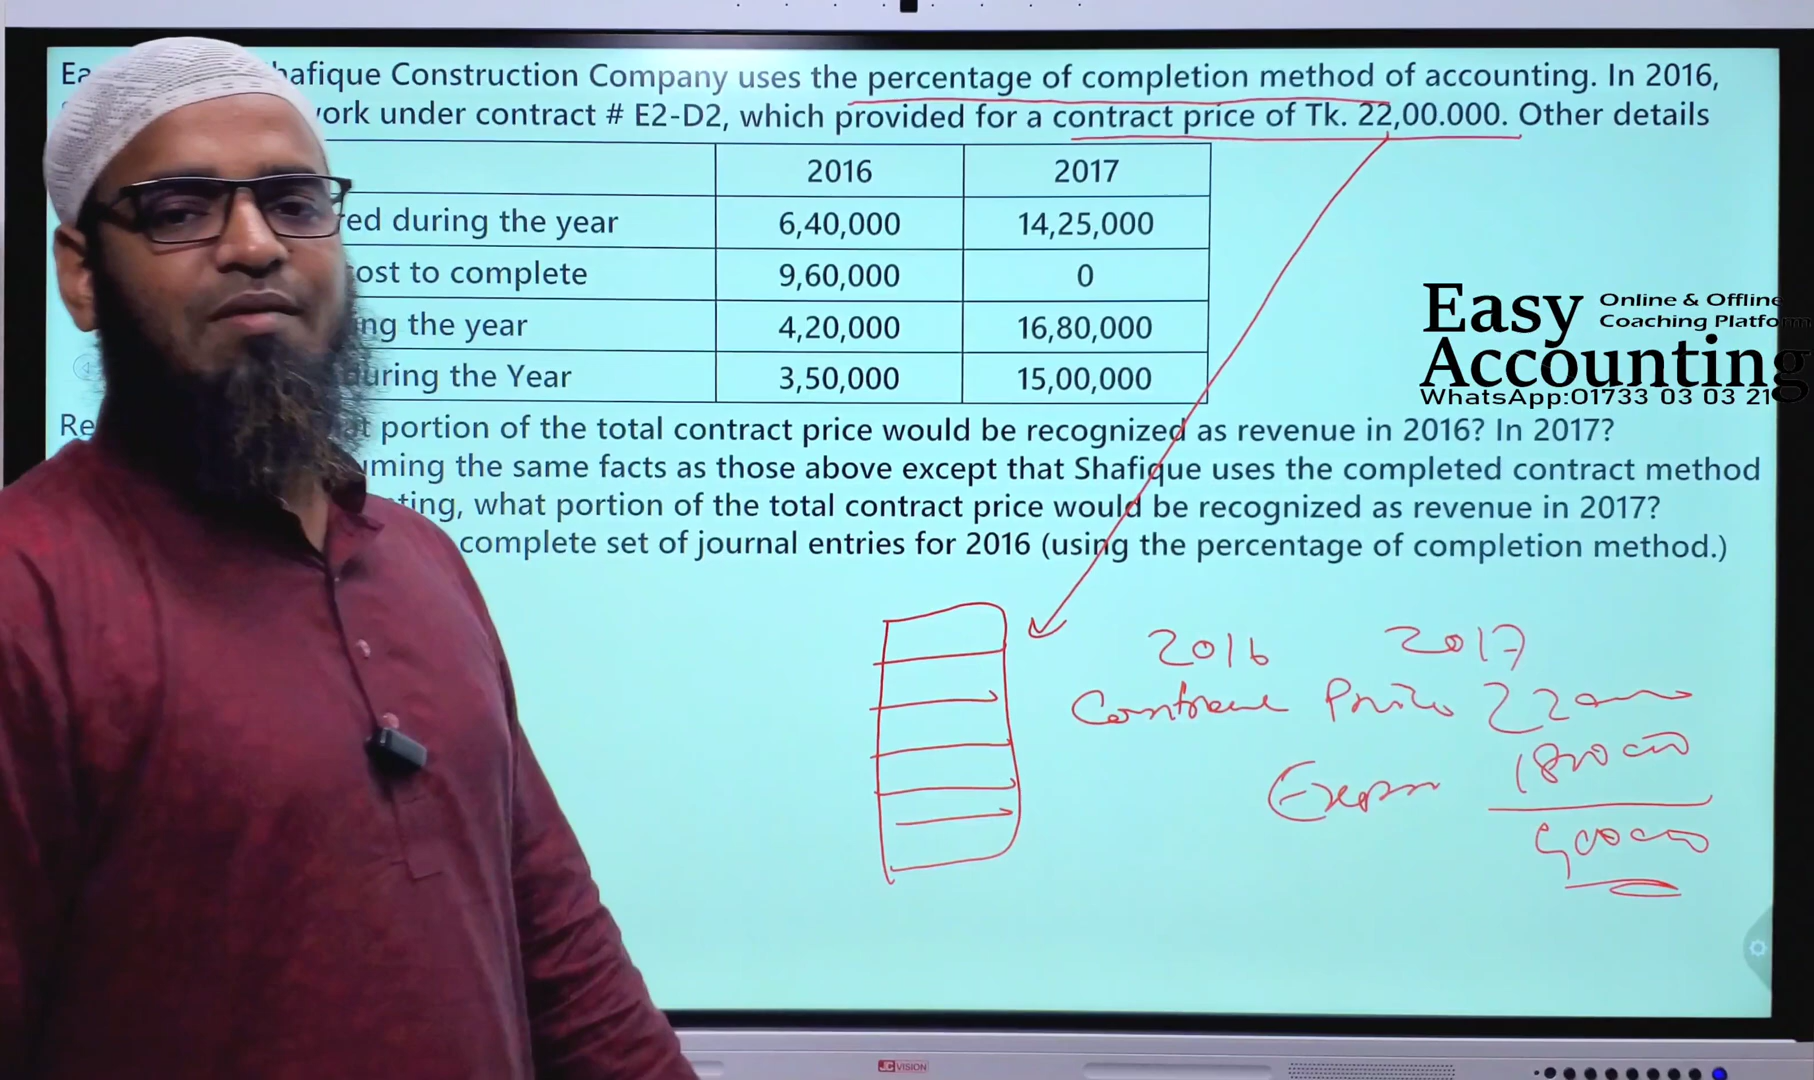 afique Construction Company uses the percentage of completion method of accounting. In 2016,
ork under contract # E2-D2, which provided for a contract price of Tk. 22,00.000. Other details
2016 2017
red during the year 6,40,000 14,25,000
cost to complete 9,60,000 0
ng the year 4,20,000 16,80,000
during the Year 3,50,000 15,00,000
Easy Online & Offline
Coaching Platform
Accounting
WhatsApp:01733 03 03 21
Re portion of the total contract price would be recognized as revenue in 2016? In 2017?
ming the same facts as those above except that Shafique uses the completed contract method
ting, what portion of the total contract price would be recognized as revenue in 2017?
complete set of journal entries for 2016 (using the percentage of completion method.)
2016 2017
Contract Price
JC VISION